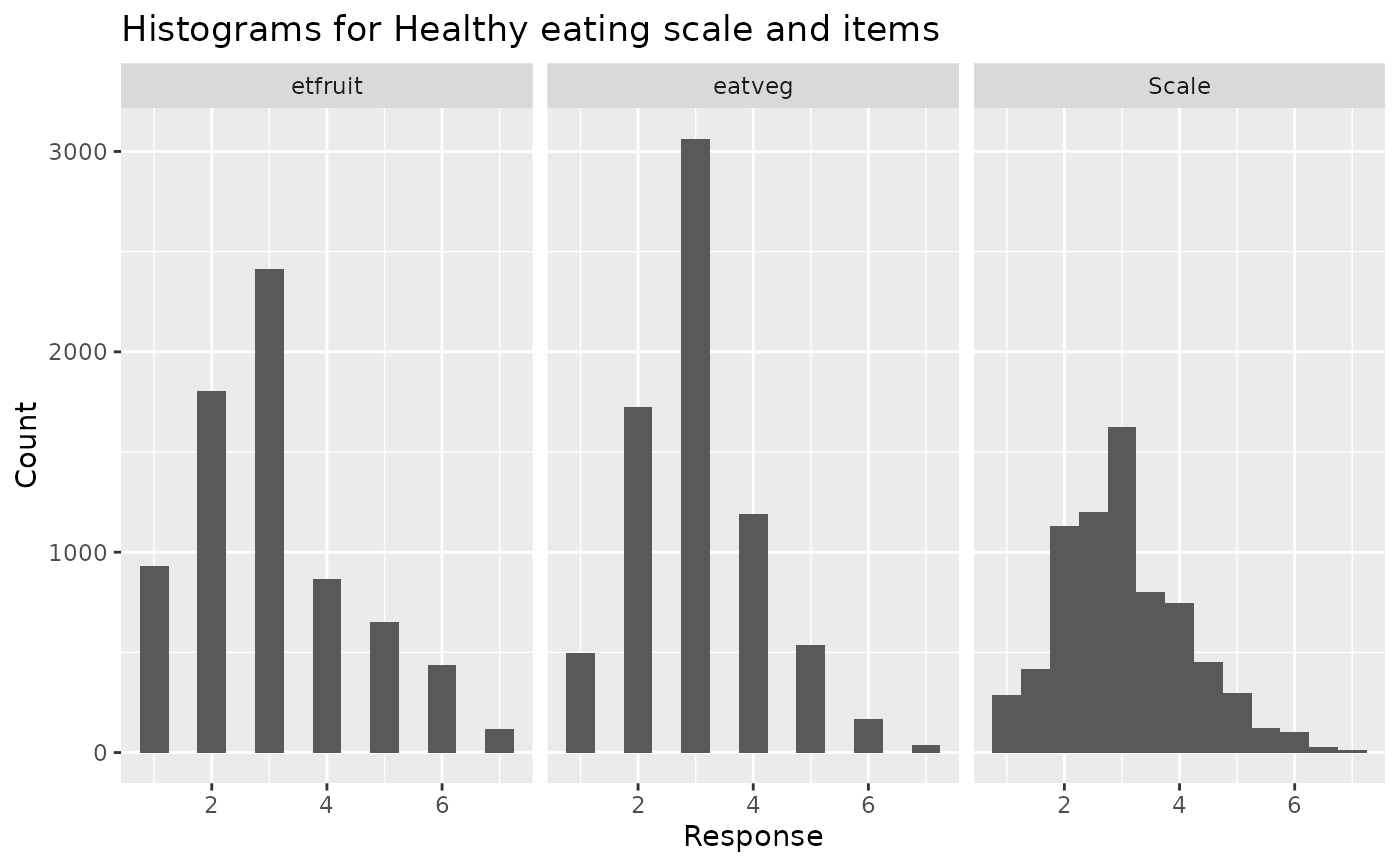 Histograms for Healthy eating scale and items
etfruit eatveg Scale
3000
2000
1000
0
2 4 6 2 4 6 2 4 6
Response
Count